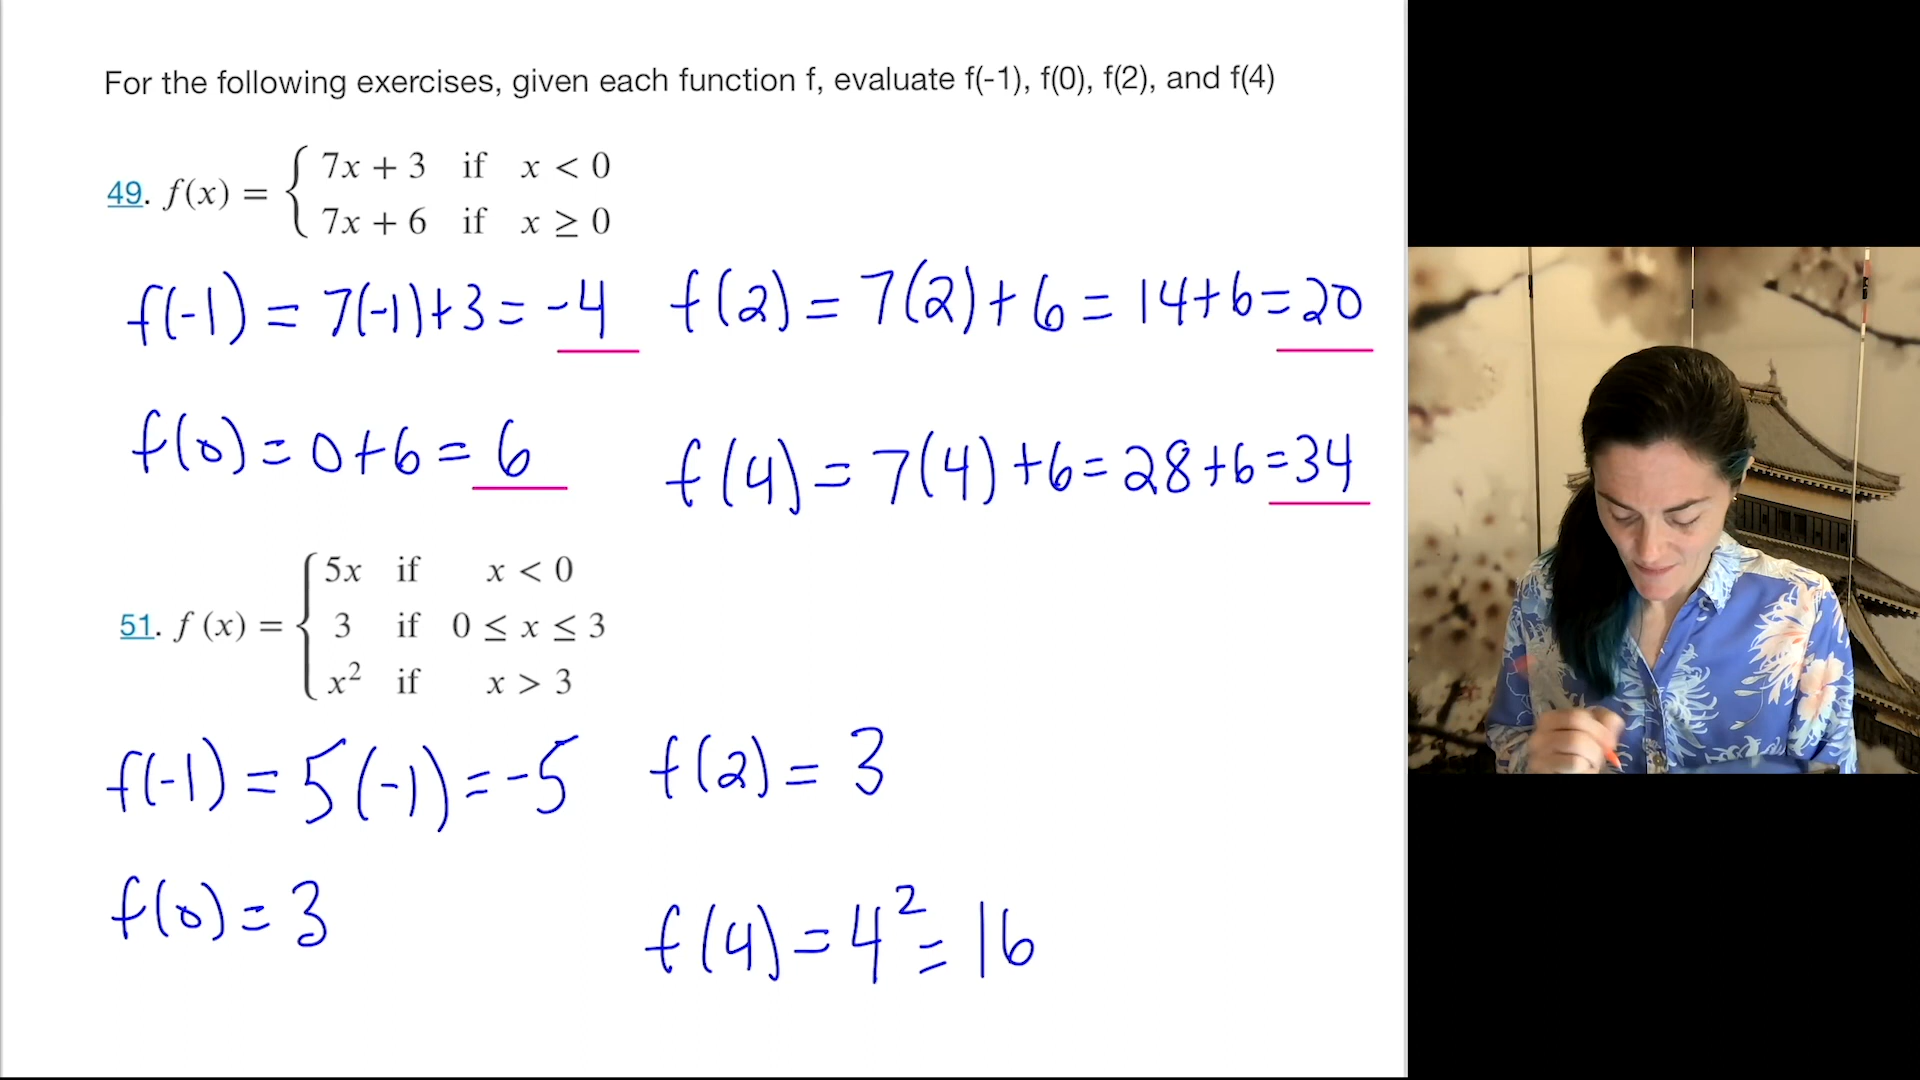 For the following exercises, given each function f, evaluate f(-1), f(0), f(2), and f(4)
49. f(x) = { 7x + 3 if x < 0
7x + 6 if x ≥ 0
f(-1) = 7(-1)+3 = -4
f(2) = 7(2)+6 = 14+6=20
f(0)=0+6= 6
f(4)= 7(4)+6=28+6=34
51. f (x) = { 5x if x < 0
3 if 0 ≤ x ≤ 3
x² if x > 3
f(-1) = 5(-1)=-5
f(2)= 3
f(0)= 3
f(4)=4²= 16